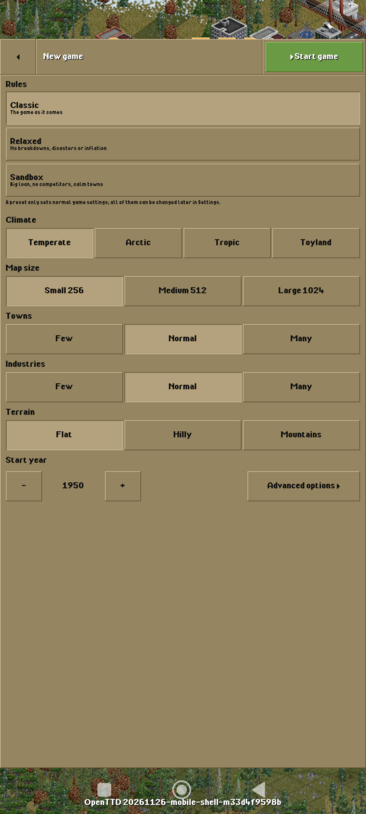 New game
Start game
Rules
Classic
The game as it comes
Relaxed
No breakdowns, disasters or inflation
Sandbox
Big loan, no competitors, calm towns
A preset only sets normal game settings; all of them can be changed later in Settings.
Climate
Temperate Arctic Tropic Toyland
Map size
Small 256 Medium 512 Large 1024
Towns
Few Normal Many
Industries
Few Normal Many
Terrain
Flat Hilly Mountains
Start year
- 1950 + Advanced options
OpenTTD 20261126-mobile-shell-m33d4f9598b